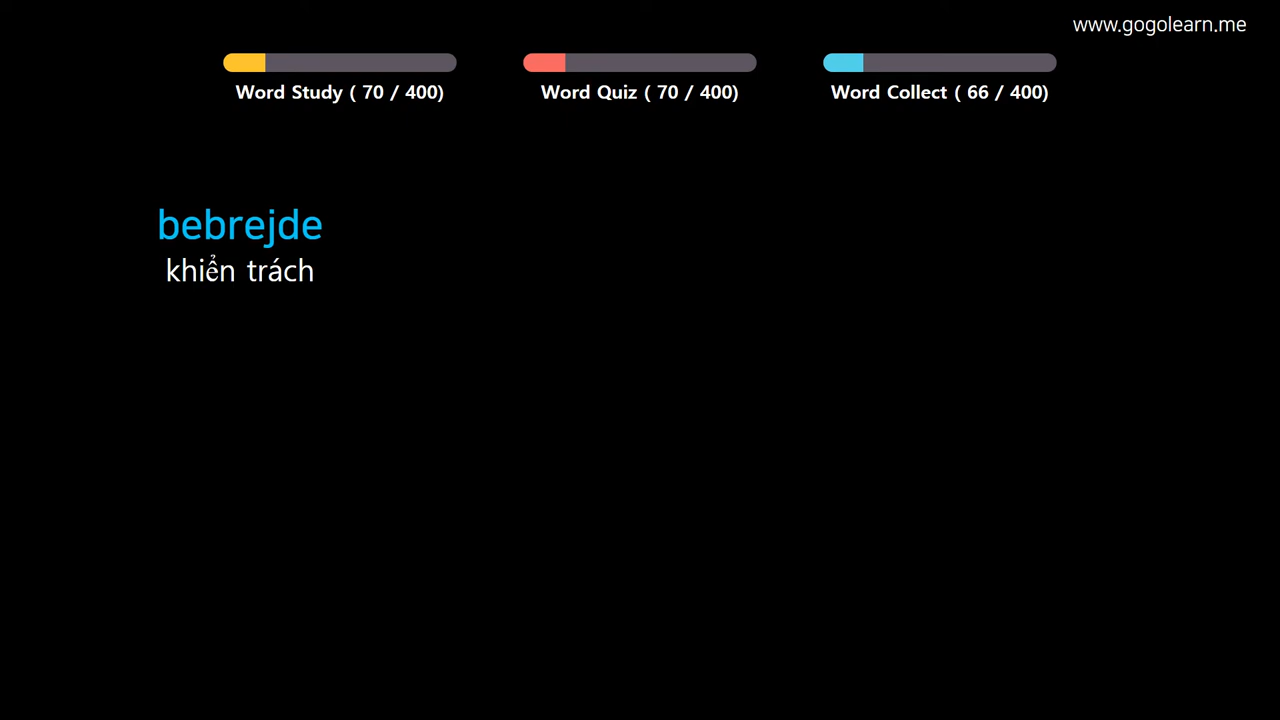 www.gogolearn.me
Word Study ( 70 / 400)
Word Quiz ( 70 / 400)
Word Collect ( 66 / 400)
bebrejde
khiển trách